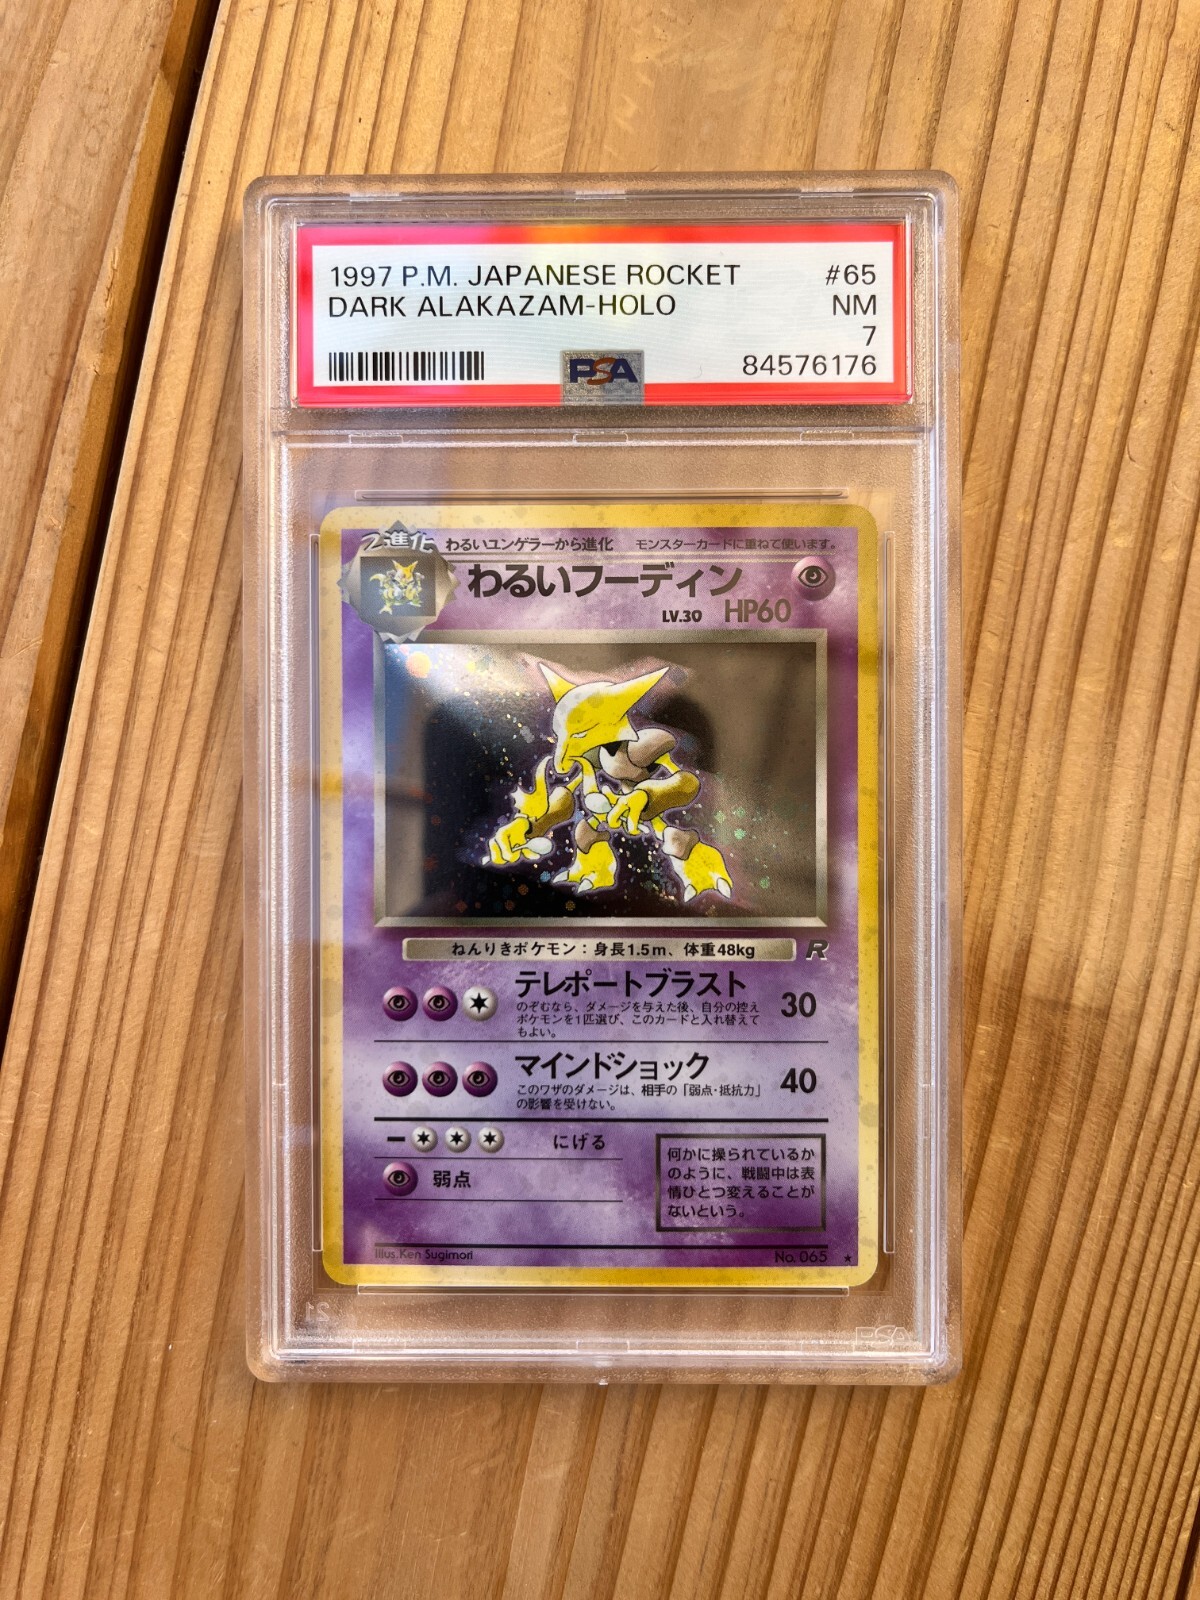 1997 P.M. JAPANESE ROCKET #65
DARK ALAKAZAM-HOLO NM
7
PSA 84576176
2進化 わるいユンゲラーから進化 モンスターカードに重ねて使います。
わるいフーディン
LV.30 HP60
ねんりきポケモン：身長1.5m、体重48kg R
テレポートブラスト 30
のぞむなら、ダメージを与えた後、自分の控え
ポケモンを1匹選び、このカードと入れ替えて
もよい。
マインドショック 40
このワザのダメージは、相手の「弱点・抵抗力」
の影響を受けない。
にげる
弱点
何かに操られているか
のように、戦闘中は表
情ひとつ変えることが
ないという。
Illus.Ken Sugimori No.065 ★
21 PSA